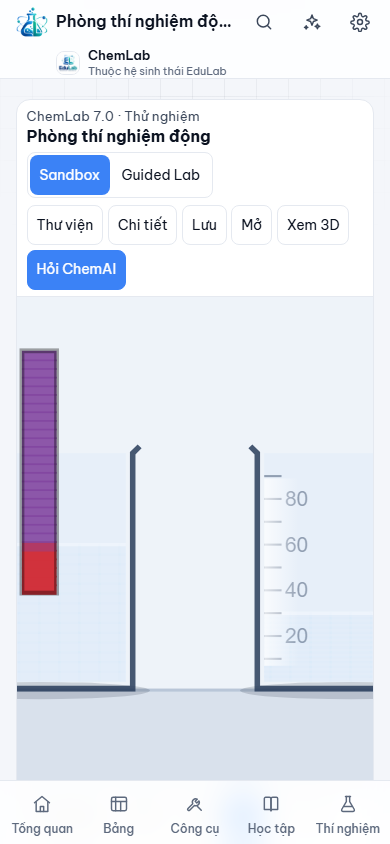 Phòng thí nghiệm độ...
ChemLab
Thuộc hệ sinh thái EduLab
ChemLab 7.0 · Thử nghiệm
Phòng thí nghiệm động
Sandbox
Guided Lab
Thư viện
Chi tiết
Lưu
Mở
Xem 3D
Hỏi ChemAI
80
60
40
20
Tổng quan
Bảng
Công cụ
Học tập
Thí nghiệm